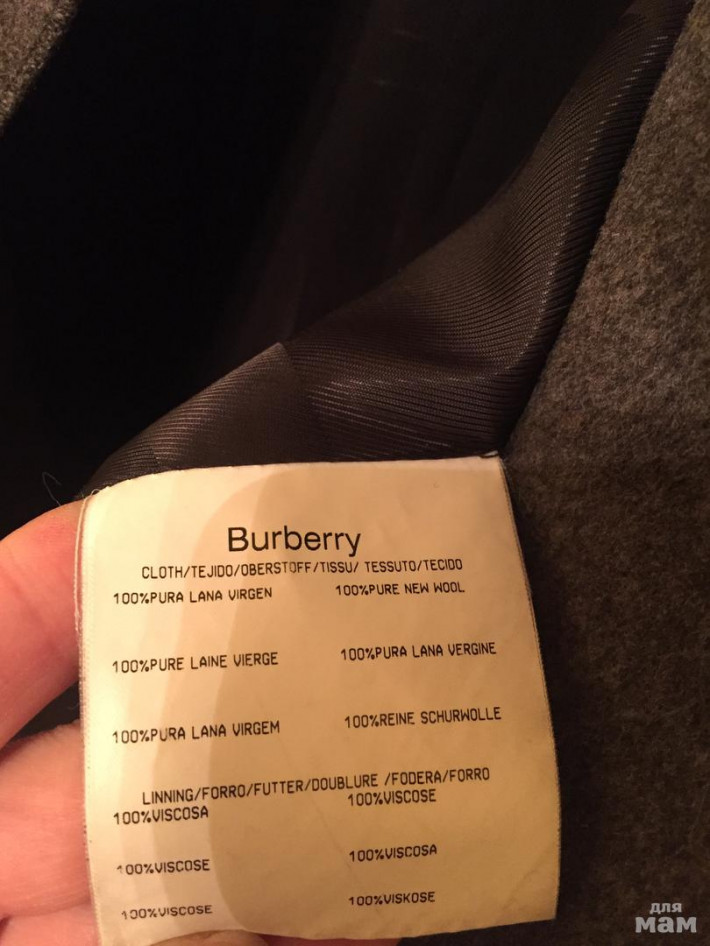 Burberry
CLOTH/TEJIDO/OBERSTOFF/TISSU/ TESSUTO/TECIDO
100%PURA LANA VIRGEN 100%PURE NEW WOOL
100%PURE LAINE VIERGE 100%PURA LANA VERGINE
100%PURA LANA VIRGEM 100%REINE SCHURWOLLE
LINNING/FORRO/FUTTER/DOUBLURE /FODERA/FORRO
100%VISCOSA 100%VISCOSE
100%VISCOSE 100%VISCOSA
100%VISCOSE 100%VISKOSE
для
мам